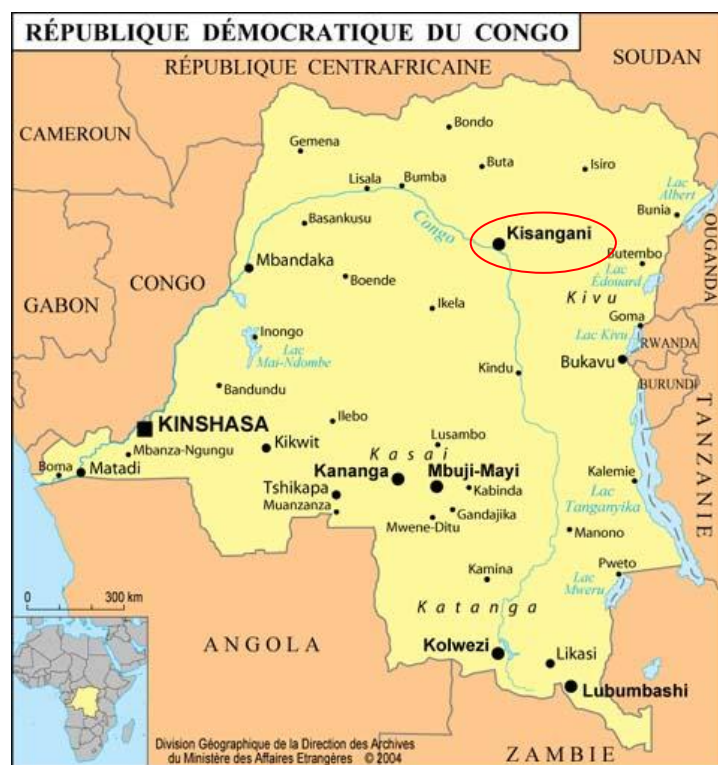 RÉPUBLIQUE DÉMOCRATIQUE DU CONGO
SOUDAN
RÉPUBLIQUE CENTRAFRICAINE
CAMEROUN
Bondo
Gemena
Buta
Isiro
Lisala
Bumba
Lac
Albert
Bunia
Basankusu
Congo
Kisangani
OUGANDA
Mbandaka
Butembo
CONGO
Boende
Lac
Édouard
GABON
Kivu
Ikela
Goma
Inongo
Lac
Mai-Ndombe
Lac Kivu
RWANDA
Bukavu
Kindu
BURUNDI
Bandundu
TANZANIE
KINSHASA
Ilebo
Lusambo
Mbanza-Ngungu
Kikwit
Kasai
Boma
Matadi
Kananga
Mbuji-Mayi
Kalemie
Tshikapa
Kabinda
Lac
Tanganyika
Muanzanza
Gandajika
Mwene-Ditu
Manono
Pweto
Kamina
Lac
Mweru
0 300 km
Katanga
ANGOLA
Kolwezi
Likasi
Lubumbashi
Division Géographique de la Direction des Archives
du Ministère des Affaires Etrangères © 2004
ZAMBIE